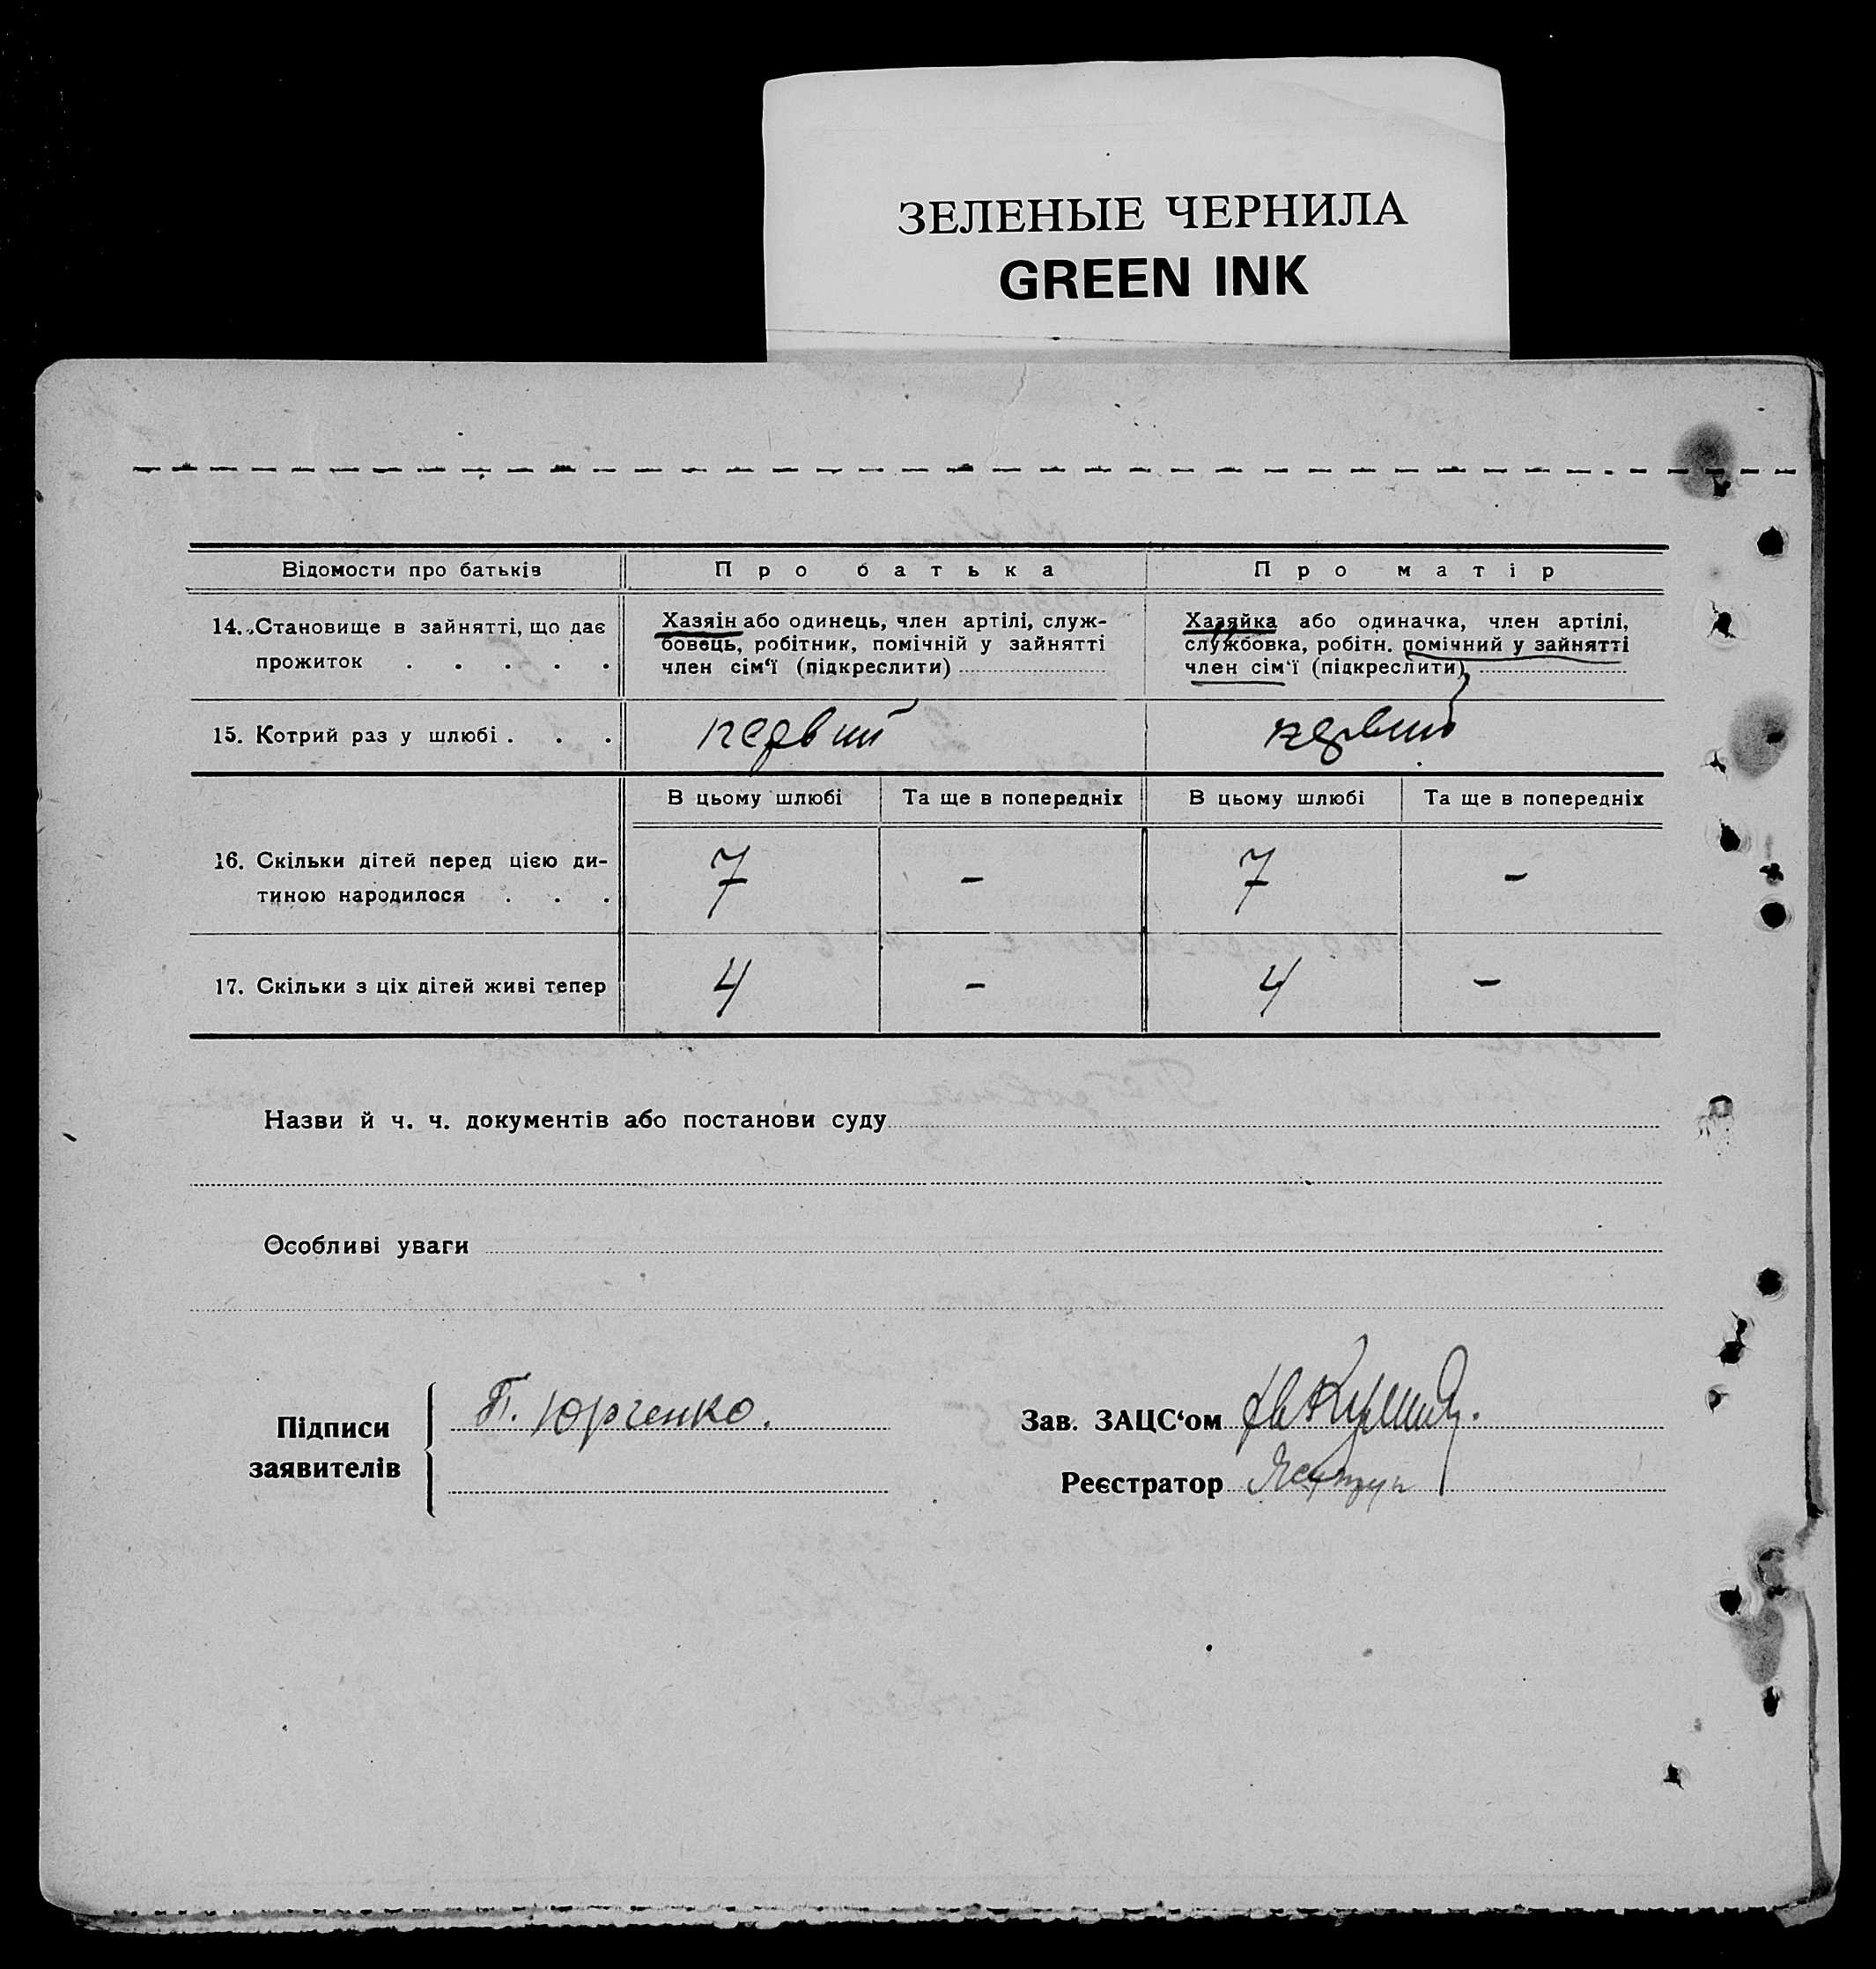 ЗЕЛЕНЫЕ ЧЕРНИЛА
GREEN INK
Відомости про батьків Про батька Про матір
14. Становище в зайнятті, що дає прожиток . . . . .
Хазяін або одинець, член артілі, служ-
бовець, робітник, помічній у зайнятті
член сім‘ї (підкреслити)
Хазяйка або одиначка, член артілі,
службовка, робітн. помічний у зайнятті
член сім‘ї (підкреслити)
15. Котрий раз у шлюбі . . . первий первий
В цьому шлюбі Та ще в попередніх В цьому шлюбі Та ще в попередніх
16. Скільки дітей перед цією ди-
тиною народилося . . . 7 - 7 -
17. Скільки з ціх дітей живі тепер 4 - 4 -
Назви й ч. ч. документів або постанови суду
Особливі уваги
Підписи
заявителів
П. Юрченко.
Зав. ЗАЦС‘ом
Реєстратор